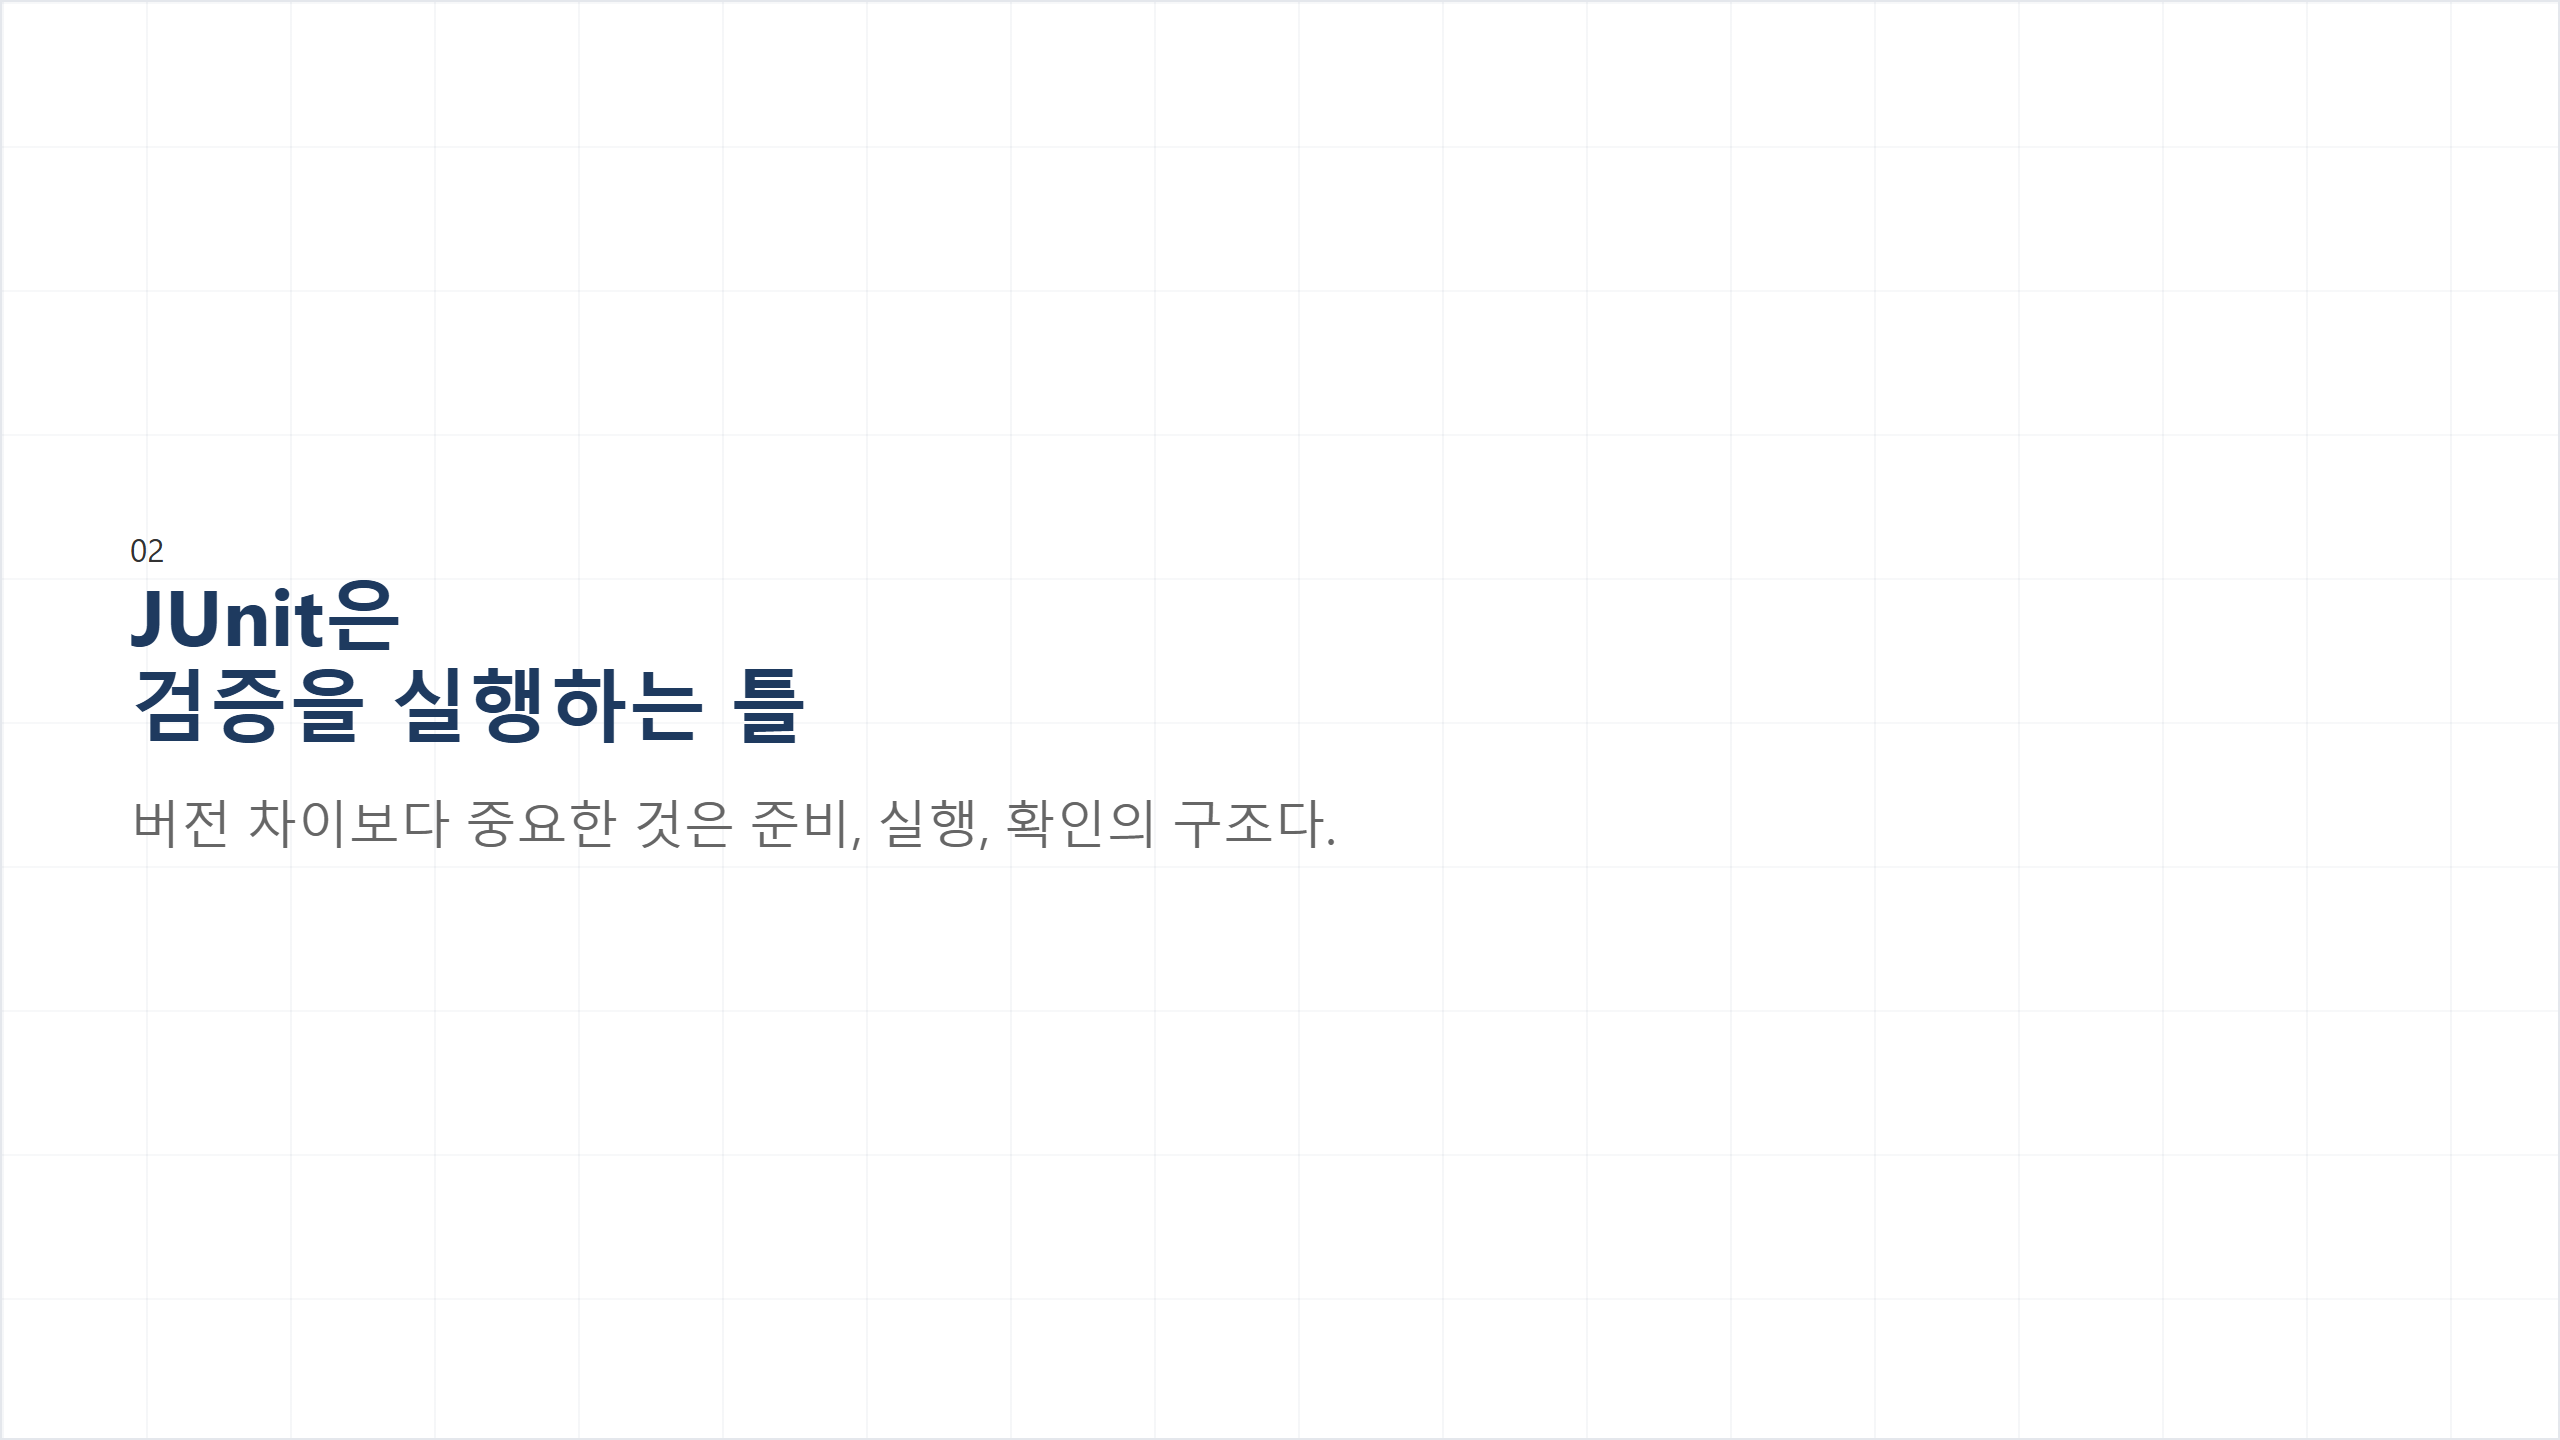 02
JUnit은
검증을 실행하는 틀
버전 차이보다 중요한 것은 준비, 실행, 확인의 구조다.